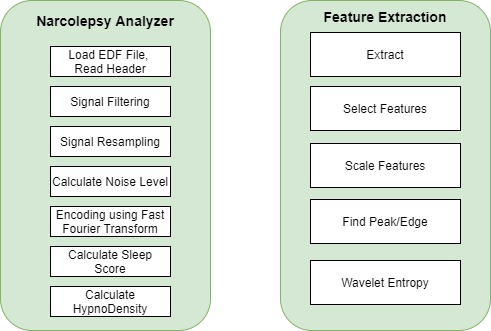 Narcolepsy Analyzer
Load EDF File,
Read Header
Signal Filtering
Signal Resampling
Calculate Noise Level
Encoding using Fast
Fourier Transform
Calculate Sleep
Score
Calculate
HypnoDensity
Feature Extraction
Extract
Select Features
Scale Features
Find Peak/Edge
Wavelet Entropy